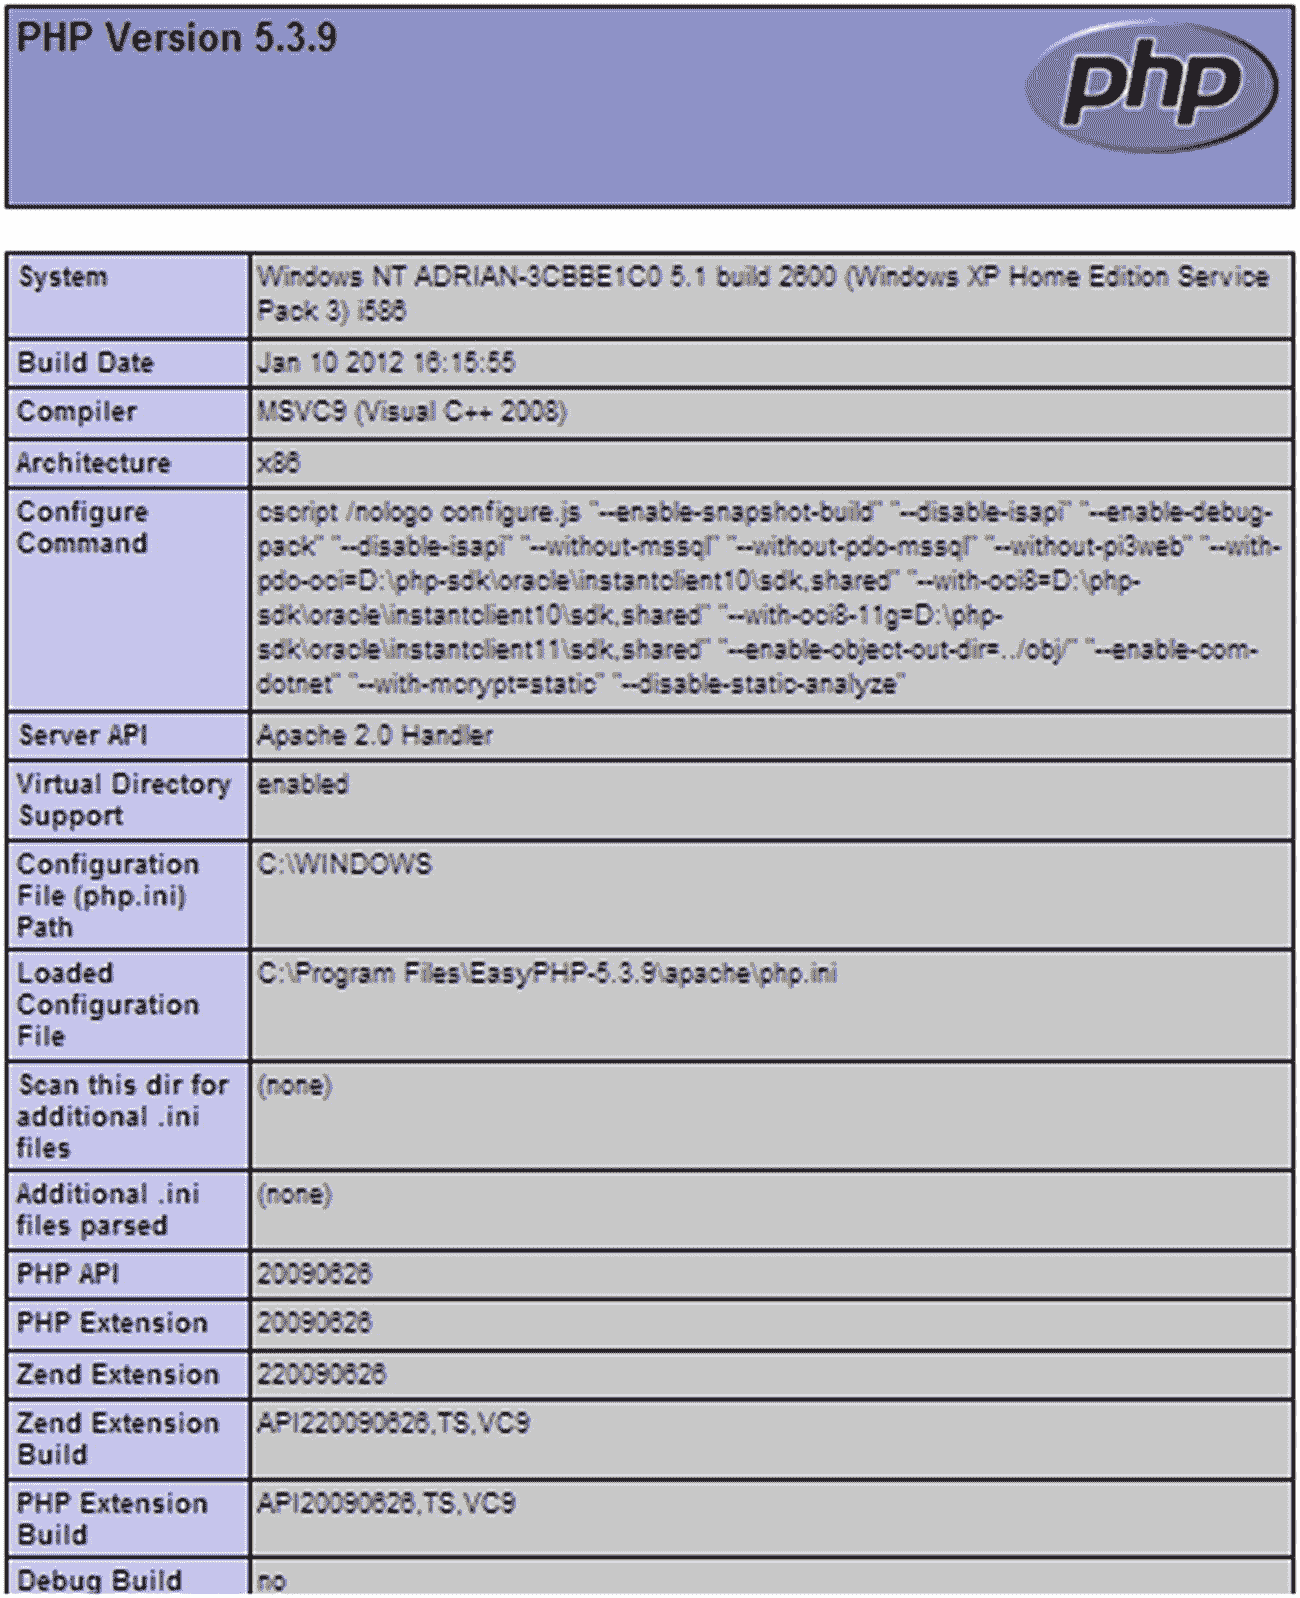 PHP Version 5.3.9
php
System
Windows NT ADRIAN-3CBBE1C0 5.1 build 2600 (Windows XP Home Edition Service
Pack 3) i586
Build Date
Jan 10 2012 16:15:55
Compiler
MSVC9 (Visual C++ 2008)
Architecture
x86
Configure
Command
cscript /nologo configure.js "--enable-snapshot-build" "--disable-isapi" "--enable-debug-
pack" "--disable-isapi" "--without-mssql" "--without-pdo-mssql" "--without-pi3web" "--with-
pdo-oci=D:\php-sdk\oracle\instantclient10\sdk,shared" "--with-oci8=D:\php-
sdk\oracle\instantclient10\sdk,shared" "--with-oci8-11g=D:\php-
sdk\oracle\instantclient11\sdk,shared" "--enable-object-out-dir=../obj/" "--enable-com-
dotnet" "--with-mcrypt=static" "--disable-static-analyze"
Server API
Apache 2.0 Handler
Virtual Directory
Support
enabled
Configuration
File (php.ini)
Path
C:\WINDOWS
Loaded
Configuration
File
C:\Program Files\EasyPHP-5.3.9\apache\php.ini
Scan this dir for
additional .ini
files
(none)
Additional .ini
files parsed
(none)
PHP API
20090626
PHP Extension
20090626
Zend Extension
220090626
Zend Extension
Build
API220090626,TS,VC9
PHP Extension
Build
API20090626,TS,VC9
Debug Build
no